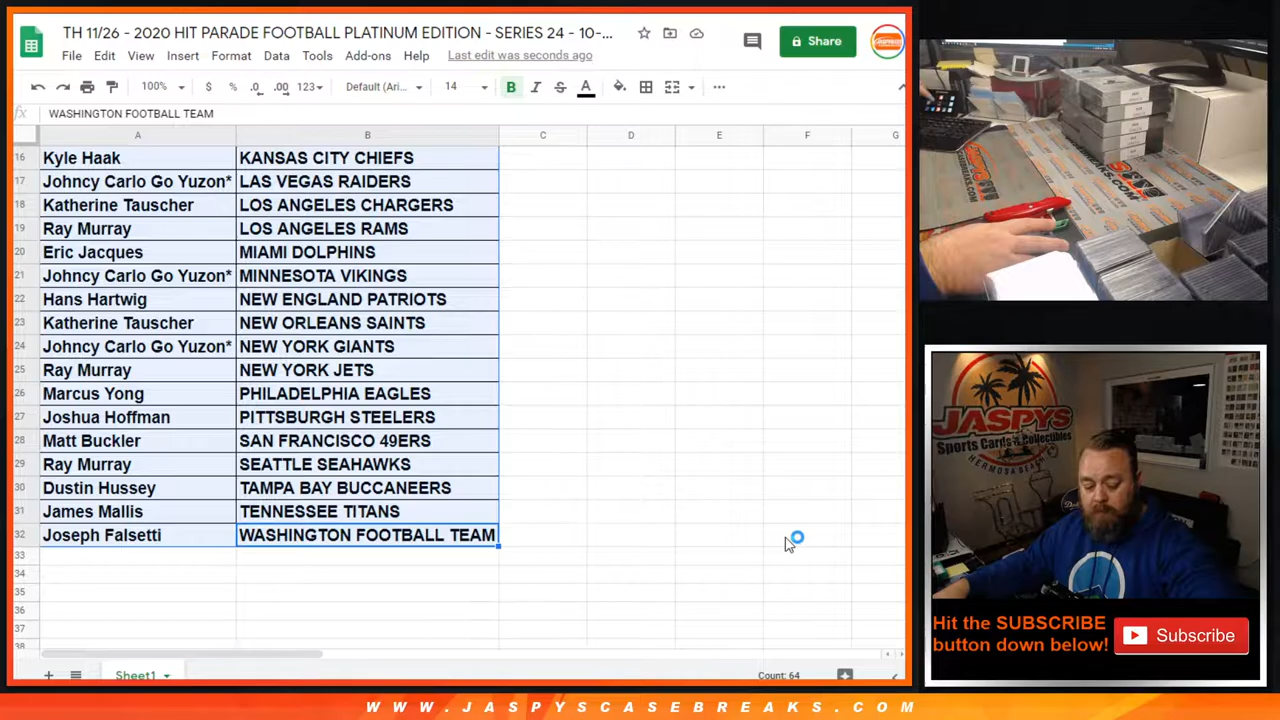 TH 11/26 - 2020 HIT PARADE FOOTBALL PLATINUM EDITION - SERIES 24 - 10-...
Share
File Edit View Insert Format Data Tools Add-ons Help Last edit was seconds ago
100% $ % .0 .00 123 Default (Ari... 14 B I S A
fx WASHINGTON FOOTBALL TEAM
A B C D E F G
16 Kyle Haak KANSAS CITY CHIEFS
17 Johncy Carlo Go Yuzon* LAS VEGAS RAIDERS
18 Katherine Tauscher LOS ANGELES CHARGERS
19 Ray Murray LOS ANGELES RAMS
20 Eric Jacques MIAMI DOLPHINS
21 Johncy Carlo Go Yuzon* MINNESOTA VIKINGS
22 Hans Hartwig NEW ENGLAND PATRIOTS
23 Katherine Tauscher NEW ORLEANS SAINTS
24 Johncy Carlo Go Yuzon* NEW YORK GIANTS
25 Ray Murray NEW YORK JETS
26 Marcus Yong PHILADELPHIA EAGLES
27 Joshua Hoffman PITTSBURGH STEELERS
28 Matt Buckler SAN FRANCISCO 49ERS
29 Ray Murray SEATTLE SEAHAWKS
30 Dustin Hussey TAMPA BAY BUCCANEERS
31 James Mallis TENNESSEE TITANS
32 Joseph Falsetti WASHINGTON FOOTBALL TEAM
33
34
35
36
37
38
Sheet1
Count: 64
JASPYS
Sports Cards & Collectibles
HERMOSA BEACH
Hit the SUBSCRIBE
button down below!
Subscribe
WWW.JASPYSCASEBREAKS.COM